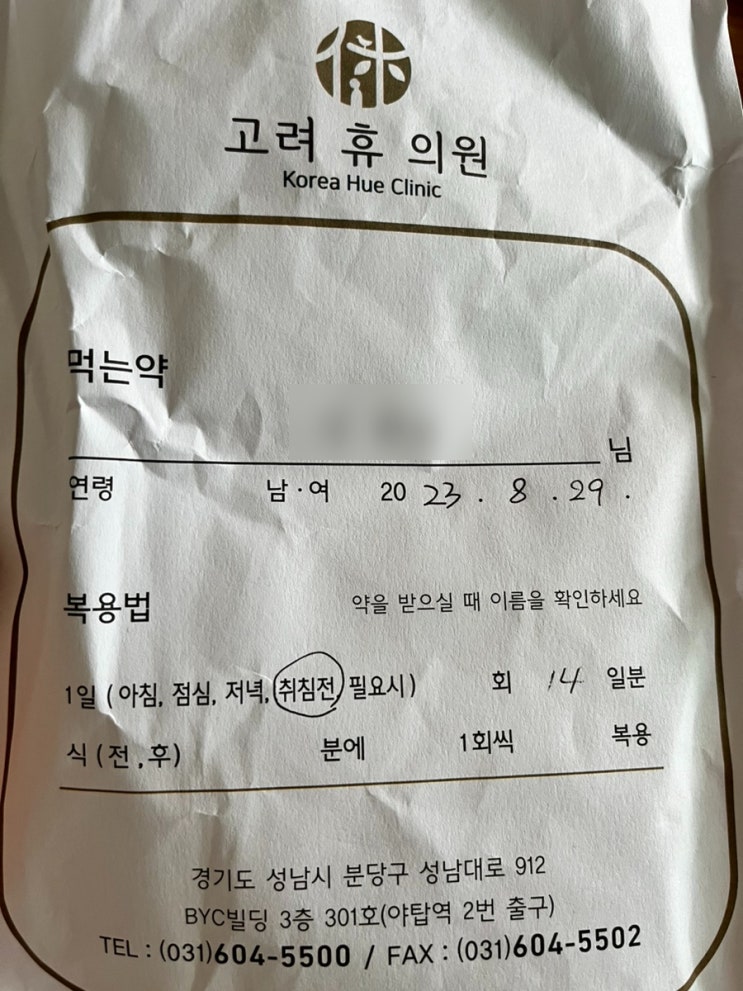 고려 휴 의원
Korea Hue Clinic
먹는약
님
연령 남·여 20 23 . 8 . 29 .
복용법 약을 받으실 때 이름을 확인하세요
1일 (아침, 점심, 저녁, 취침전, 필요시) 회 14 일분
식 (전 , 후) 분에 1회씩 복용
경기도 성남시 분당구 성남대로 912
BYC빌딩 3층 301호(야탑역 2번 출구)
TEL : (031)604-5500 / FAX : (031)604-5502